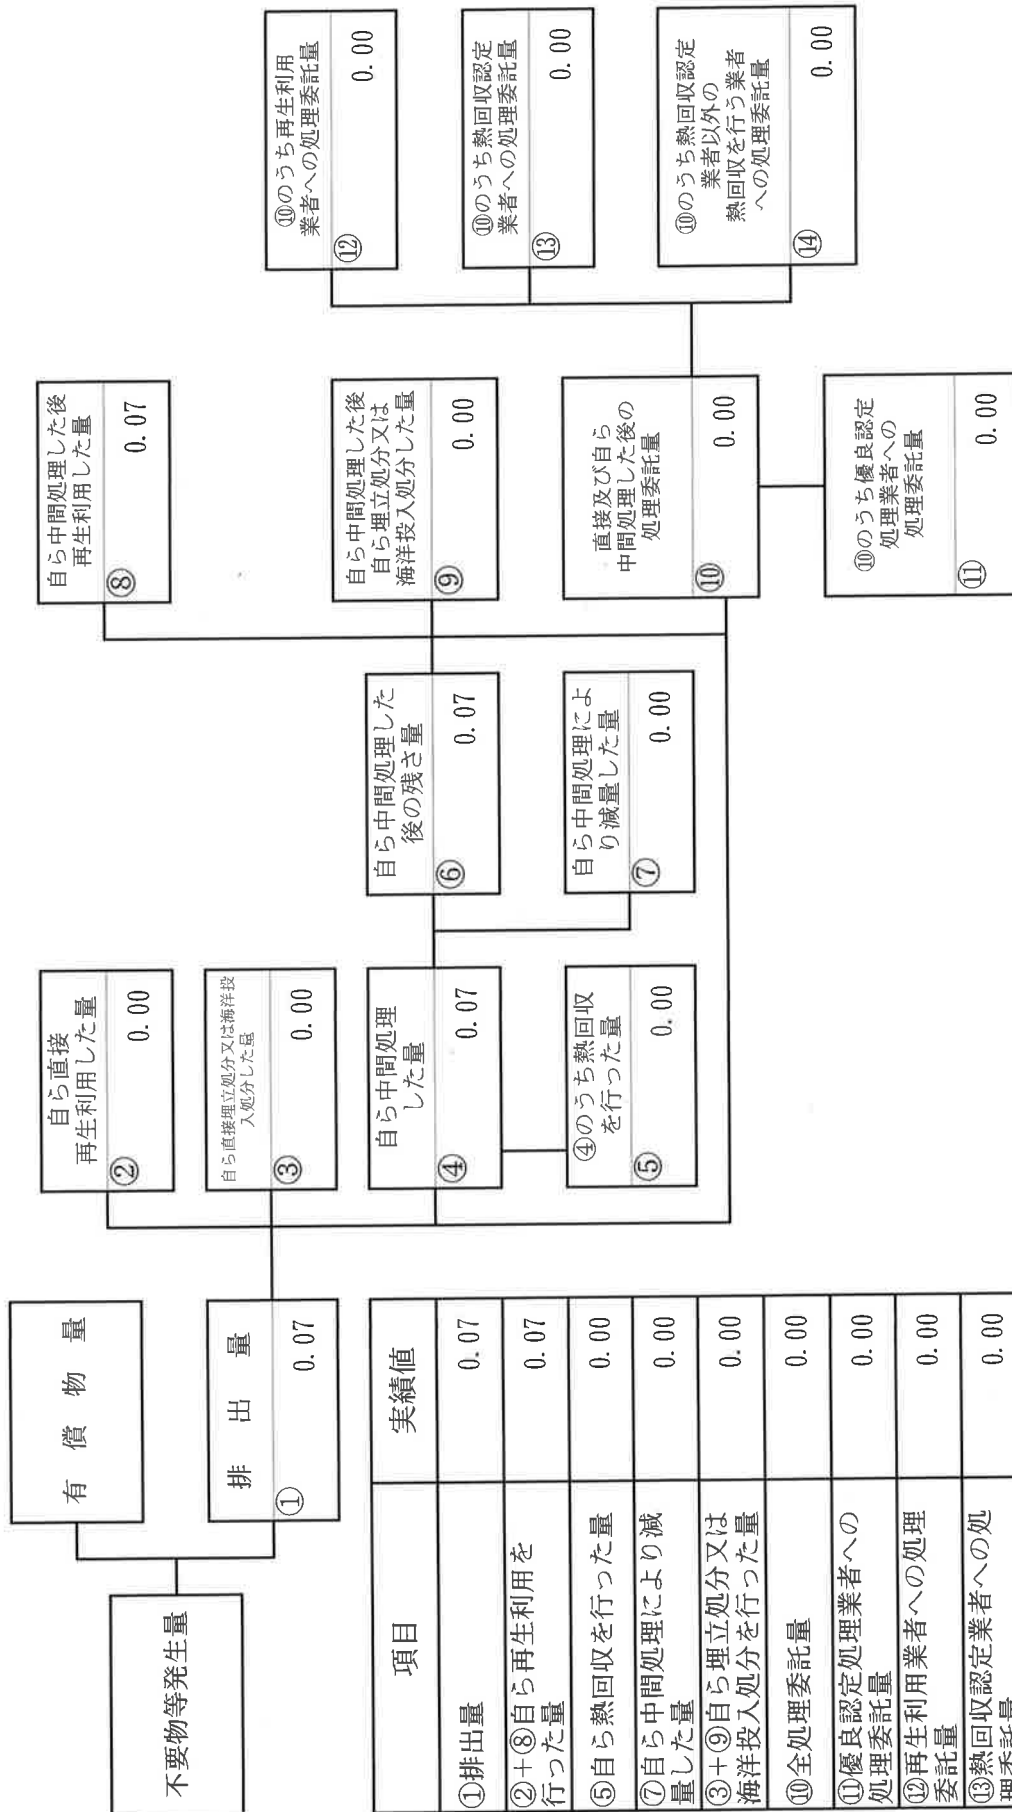 不要物等発生量
有償物量
排出量
① 0.07
自ら直接
再生利用した量
② 0.00
自ら直接埋立処分又は海洋投
入処分した量
③ 0.00
自ら中間処理
した量
④ 0.07
④のうち熱回収
を行った量
⑤ 0.00
自ら中間処理した
後の残さ量
⑥ 0.07
自ら中間処理によ
り減量した量
⑦ 0.00
自ら中間処理した後
再生利用した量
⑧ 0.07
自ら中間処理した後
自ら埋立処分又は
海洋投入処分した量
⑨ 0.00
直接及び自ら
中間処理した後の
処理委託量
⑩ 0.00
⑩のうち優良認定
処理業者への
処理委託量
⑪ 0.00
⑩のうち再生利用
業者への処理委託量
⑫ 0.00
⑩のうち熱回収認定
業者への処理委託量
⑬ 0.00
⑩のうち熱回収認定
業者以外の
熱回収を行う業者
への処理委託量
⑭ 0.00
項目 実績値
①排出量 0.07
②+⑧自ら再生利用を
行った量 0.07
⑤自ら熱回収を行った量 0.00
⑦自ら中間処理により減
量した量 0.00
③+⑨自ら埋立処分又は
海洋投入処分を行った量 0.00
⑩全処理委託量 0.00
⑪優良認定処理業者への
処理委託量 0.00
⑫再生利用業者への処理
委託量 0.00
⑬熱回収認定業者への処
理委託量 0.00